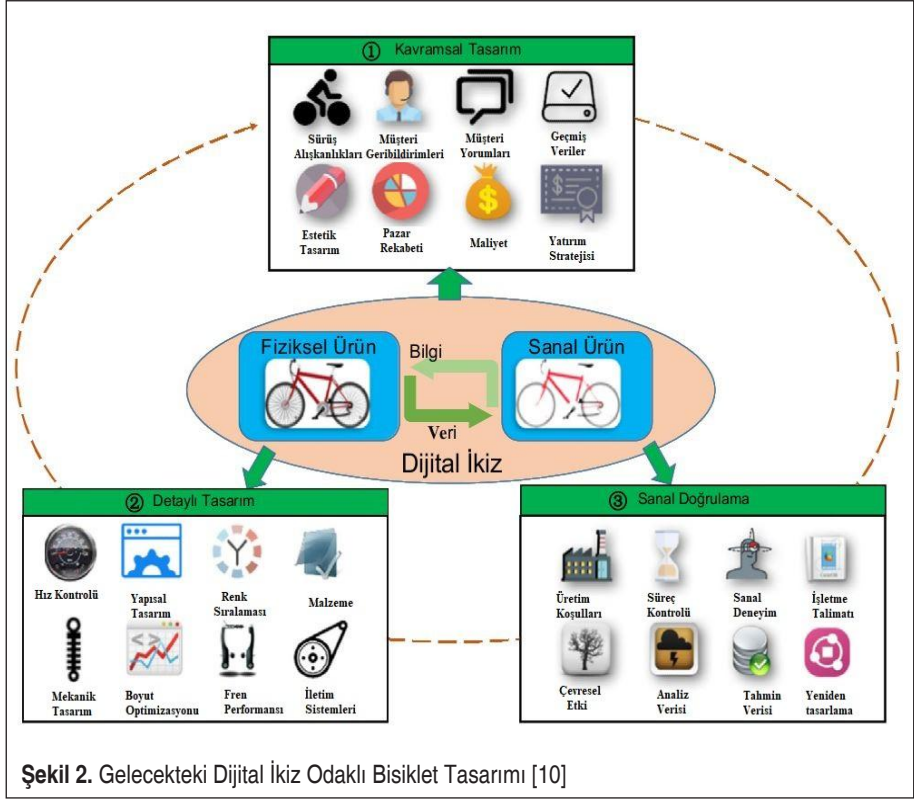 ① Kavramsal Tasarım
Sürüş
Alışkanlıkları
Müşteri
Geribildirimleri
Müşteri
Yorumları
Geçmiş
Veriler
Estetik
Tasarım
Pazar
Rekabeti
Maliyet
Yatırım
Stratejisi
Fiziksel Ürün
Bilgi
Sanal Ürün
Veri
Dijital İkiz
② Detaylı Tasarım
Hız Kontrolü
Yapısal
Tasarım
Renk
Sıralaması
Malzeme
Mekanik
Tasarım
Boyut
Optimizasyonu
Fren
Performansı
İletim
Sistemleri
③ Sanal Doğrulama
Üretim
Koşulları
Süreç
Kontrolü
Sanal
Deneyim
İşletme
Talimatı
Çevresel
Etki
Analiz
Verisi
Tahmin
Verisi
Yeniden
tasarlama
Şekil 2. Gelecekteki Dijital İkiz Odaklı Bisiklet Tasarımı [10]